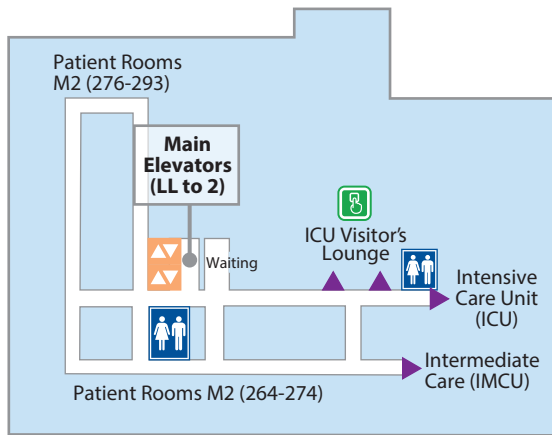 Patient Rooms
M2 (276-293)
Main
Elevators
(LL to 2)
Waiting
ICU Visitor's
Lounge
Intensive
Care Unit
(ICU)
Intermediate
Care (IMCU)
Patient Rooms M2 (264-274)